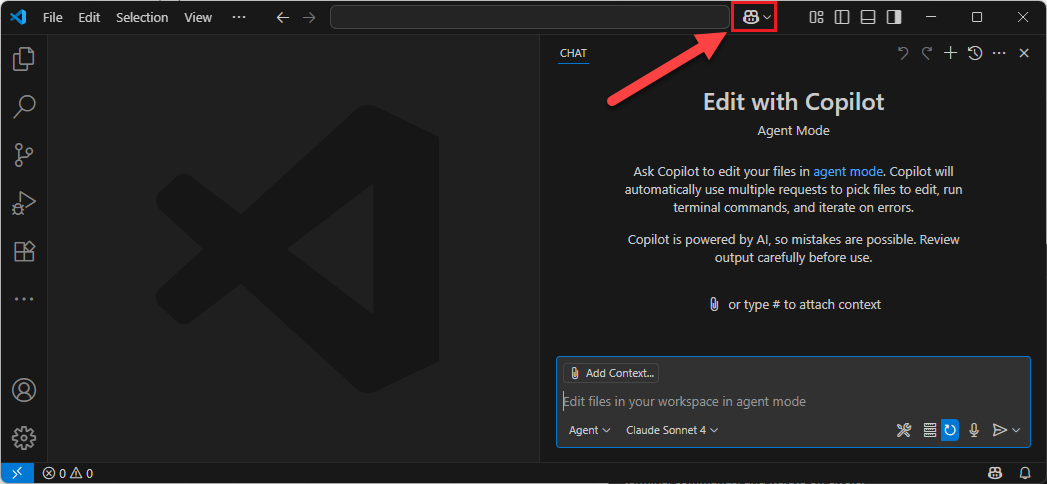 File Edit Selection View ···
CHAT
Edit with Copilot
Agent Mode
Ask Copilot to edit your files in agent mode. Copilot will
automatically use multiple requests to pick files to edit, run
terminal commands, and iterate on errors.
Copilot is powered by AI, so mistakes are possible. Review
output carefully before use.
or type # to attach context
Add Context...
Edit files in your workspace in agent mode
Agent Claude Sonnet 4
0 0